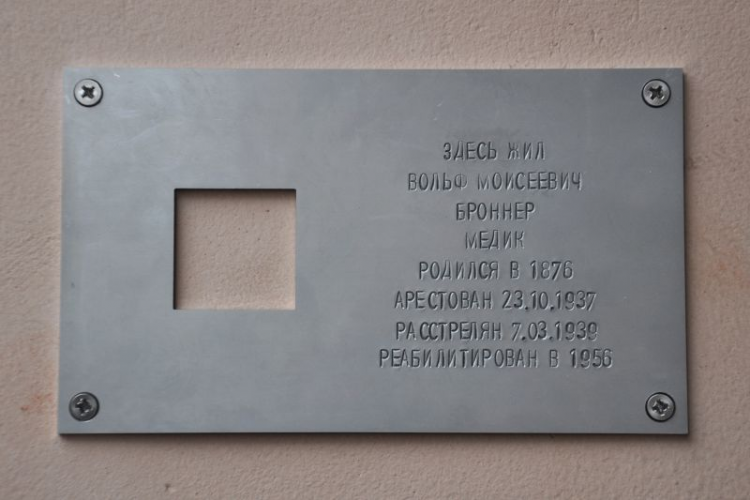 ЗДЕСЬ ЖИЛ
ВОЛЬФ МОИСЕЕВИЧ
БРОННЕР
МЕДИК
РОДИЛСЯ В 1876
АРЕСТОВАН 23.10.1937
РАССТРЕЛЯН 7.03.1939
РЕАБИЛИТИРОВАН В 1956